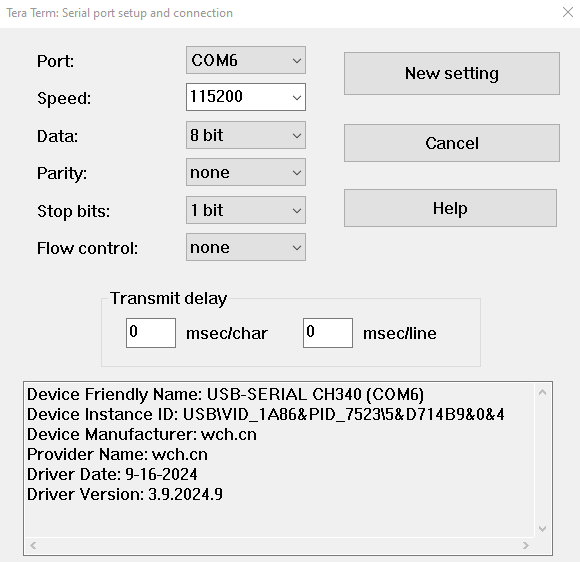 Tera Term: Serial port setup and connection
Port: COM6
New setting
Speed: 115200
Data: 8 bit
Cancel
Parity: none
Stop bits: 1 bit
Help
Flow control: none
Transmit delay
0 msec/char 0 msec/line
Device Friendly Name: USB-SERIAL CH340 (COM6)
Device Instance ID: USB\VID_1A86&PID_7523\5&D714B9&0&4
Device Manufacturer: wch.cn
Provider Name: wch.cn
Driver Date: 9-16-2024
Driver Version: 3.9.2024.9